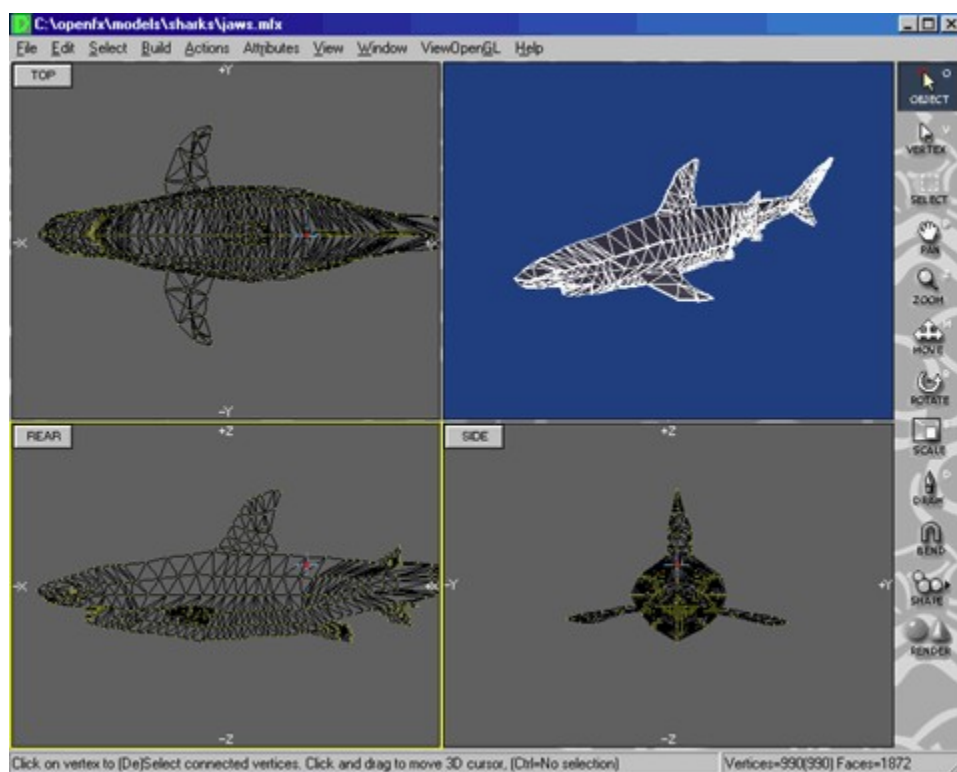 C:\openfx\models\sharks\jaws.mfx
File Edit Select Build Actions Attributes View Window ViewOpenGL Help
TOP
+Y
-X
-Y
OBJECT
VERTEX
SELECT
PAN
ZOOM
MOVE
ROTATE
SCALE
DRAW
BEND
SHAPE
RENDER
REAR
+Z
-X
-Z
SIDE
+Z
-Y
+Y
-Z
Click on vertex to (De)Select connected vertices. Click and drag to move 3D cursor, (Ctrl=No selection)
Vertices=990(990) Faces=1872